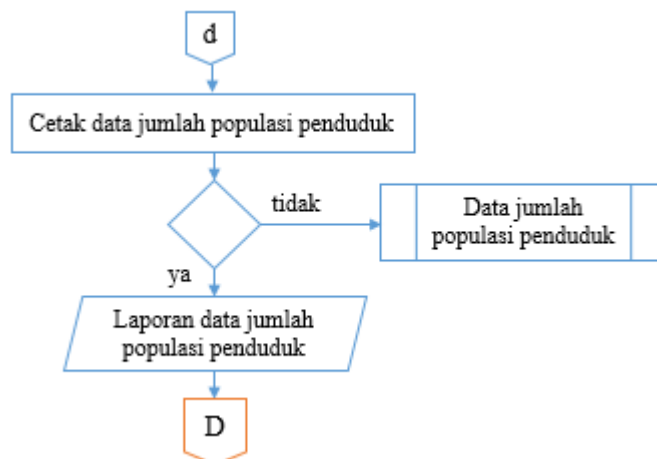 d
Cetak data jumlah populasi penduduk
tidak
Data jumlah
populasi penduduk
ya
Laporan data jumlah
populasi penduduk
D